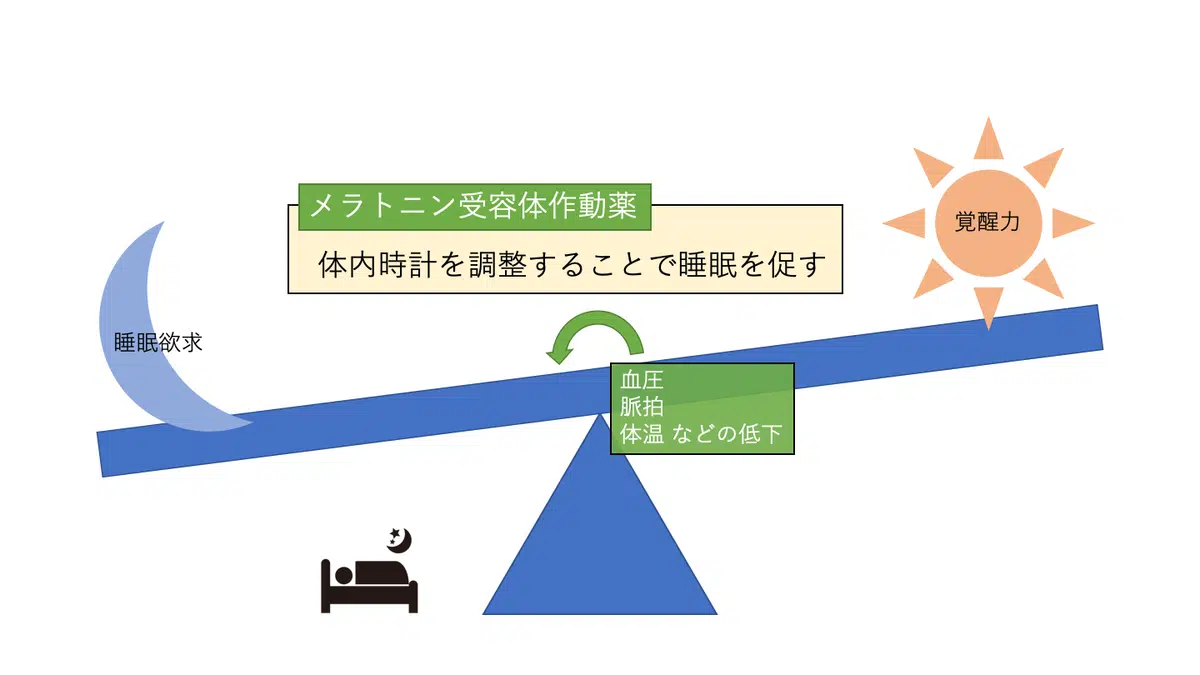 メラトニン受容体作動薬
体内時計を調整することで睡眠を促す
覚醒力
睡眠欲求
血圧
脈拍
体温 などの低下